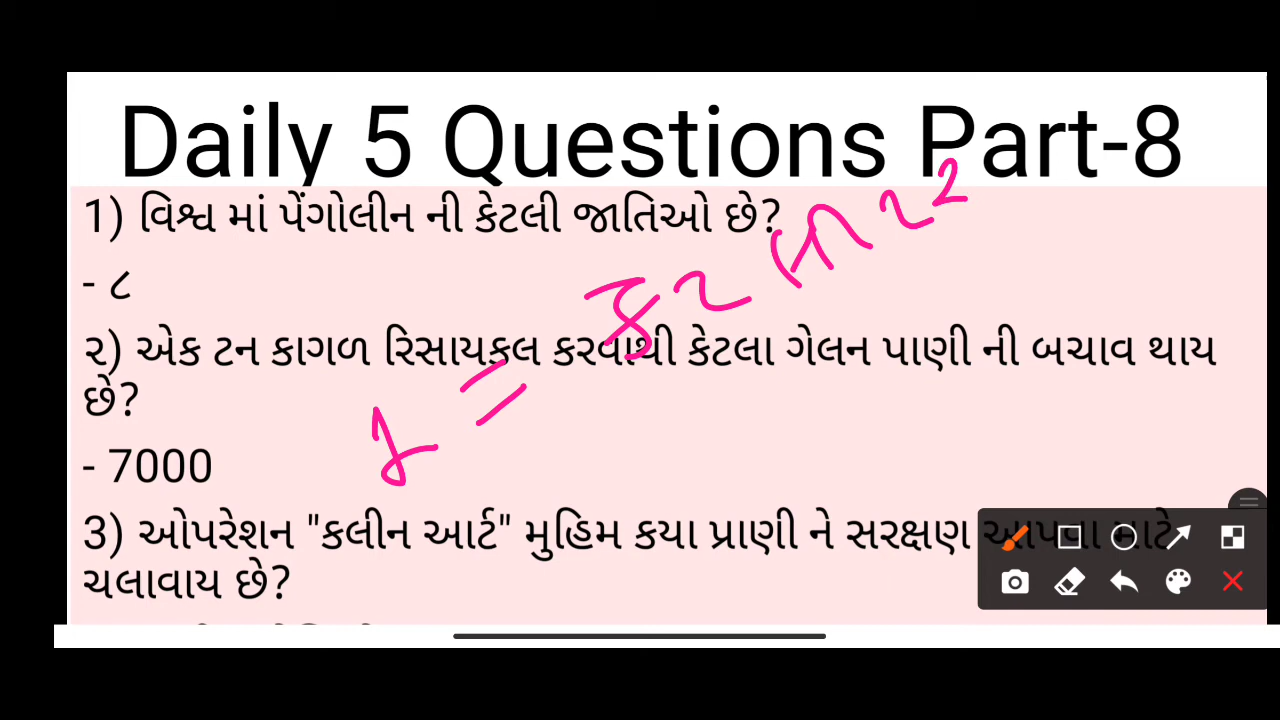 Daily 5 Questions Part-8
1) વિશ્વ માં પેંગોલીન ની કેટલી જાતિઓ છે?
- ૮
૨) એક ટન કાગળ રિસાયકલ કરવાથી કેટલા ગેલન પાણી ની બચાવ થાય
છે?
- 7000
3) ઓપરેશન "કલીન આર્ટ" મુહિમ કયા પ્રાણી ને સરક્ષણ આપવા માટે
ચલાવાય છે?